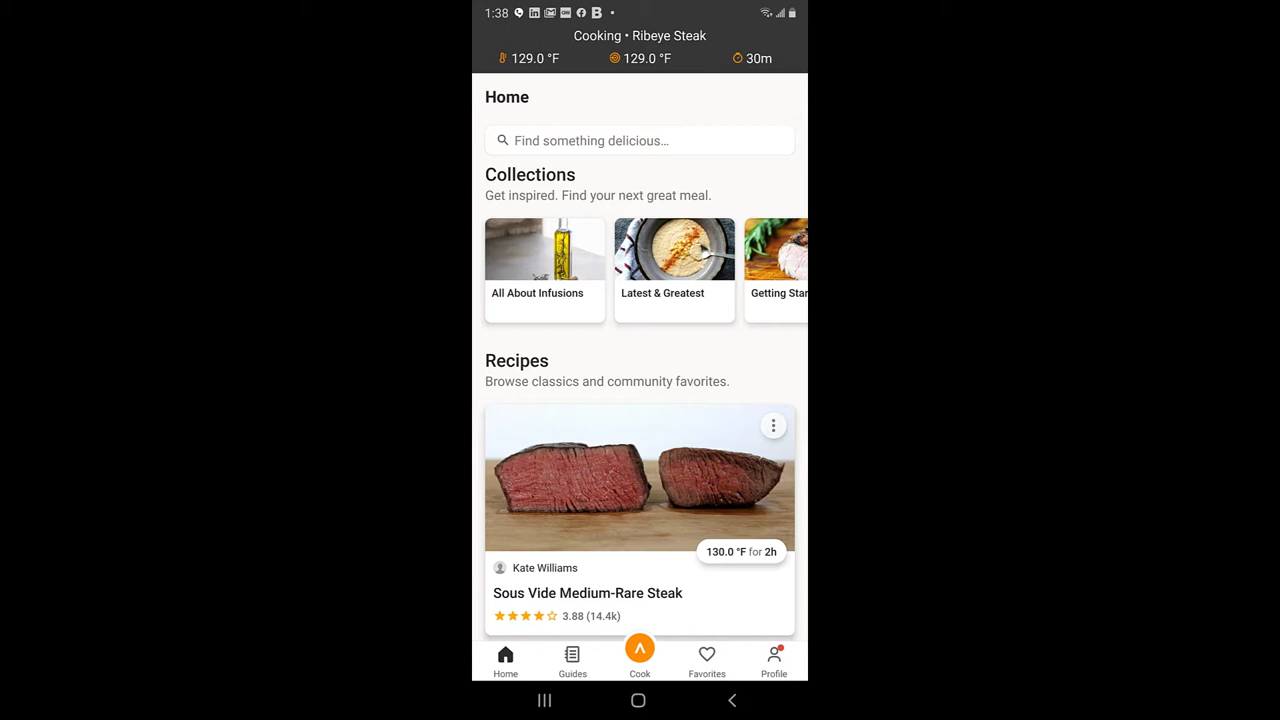 1:38
Cooking • Ribeye Steak
129.0 °F 129.0 °F 30m
Home
Find something delicious…
Collections
Get inspired. Find your next great meal.
All About Infusions Latest & Greatest Getting Star
Recipes
Browse classics and community favorites.
130.0 °F for 2h
Kate Williams
Sous Vide Medium-Rare Steak
3.88 (14.4k)
Home Guides Cook Favorites Profile